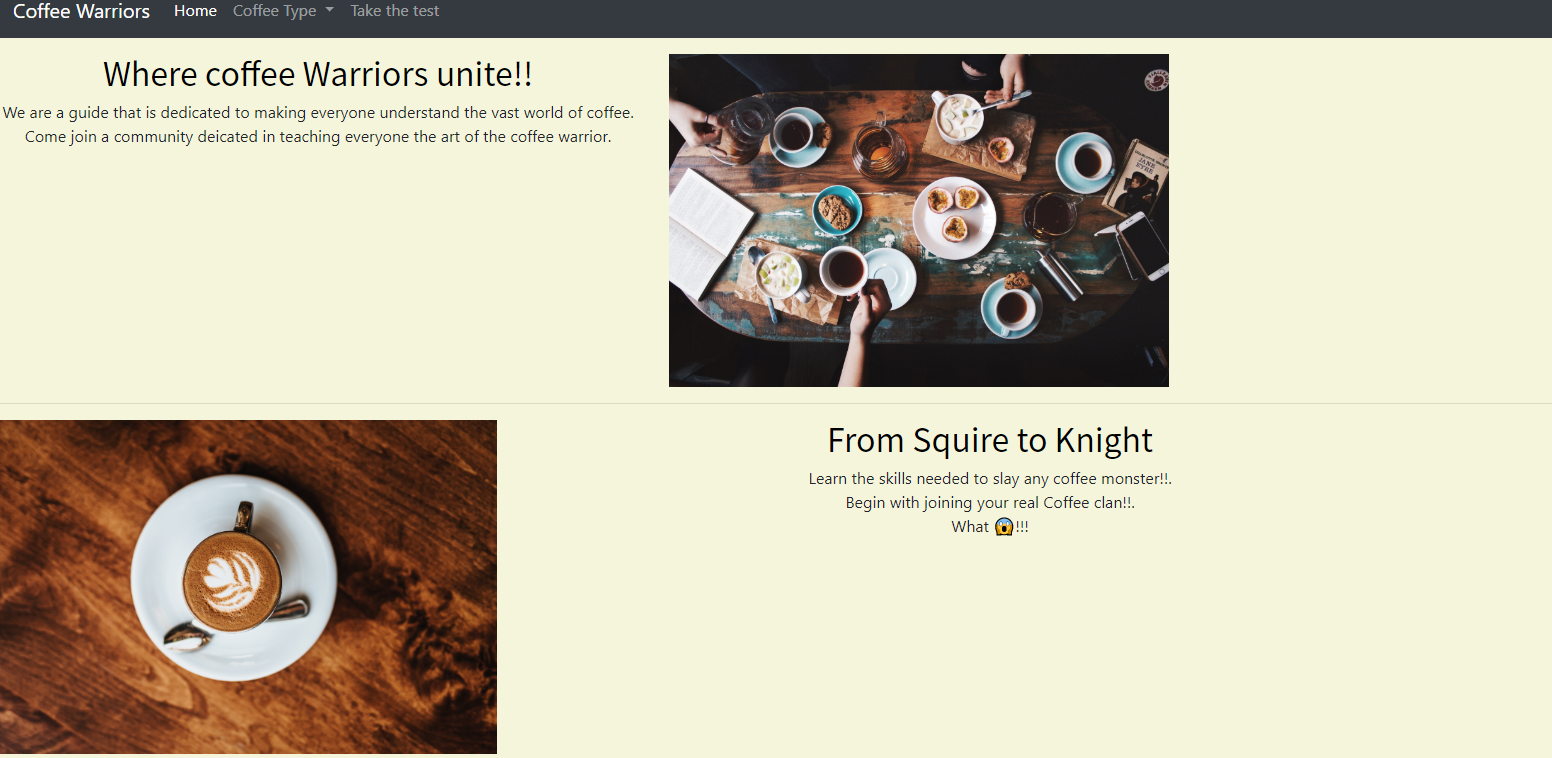 Coffee Warriors Home Coffee Type Take the test
Where coffee Warriors unite!!
We are a guide that is dedicated to making everyone understand the vast world of coffee.
Come join a community deicated in teaching everyone the art of the coffee warrior.
JANE
EYRE
From Squire to Knight
Learn the skills needed to slay any coffee monster!!.
Begin with joining your real Coffee clan!!.
What 😱!!!